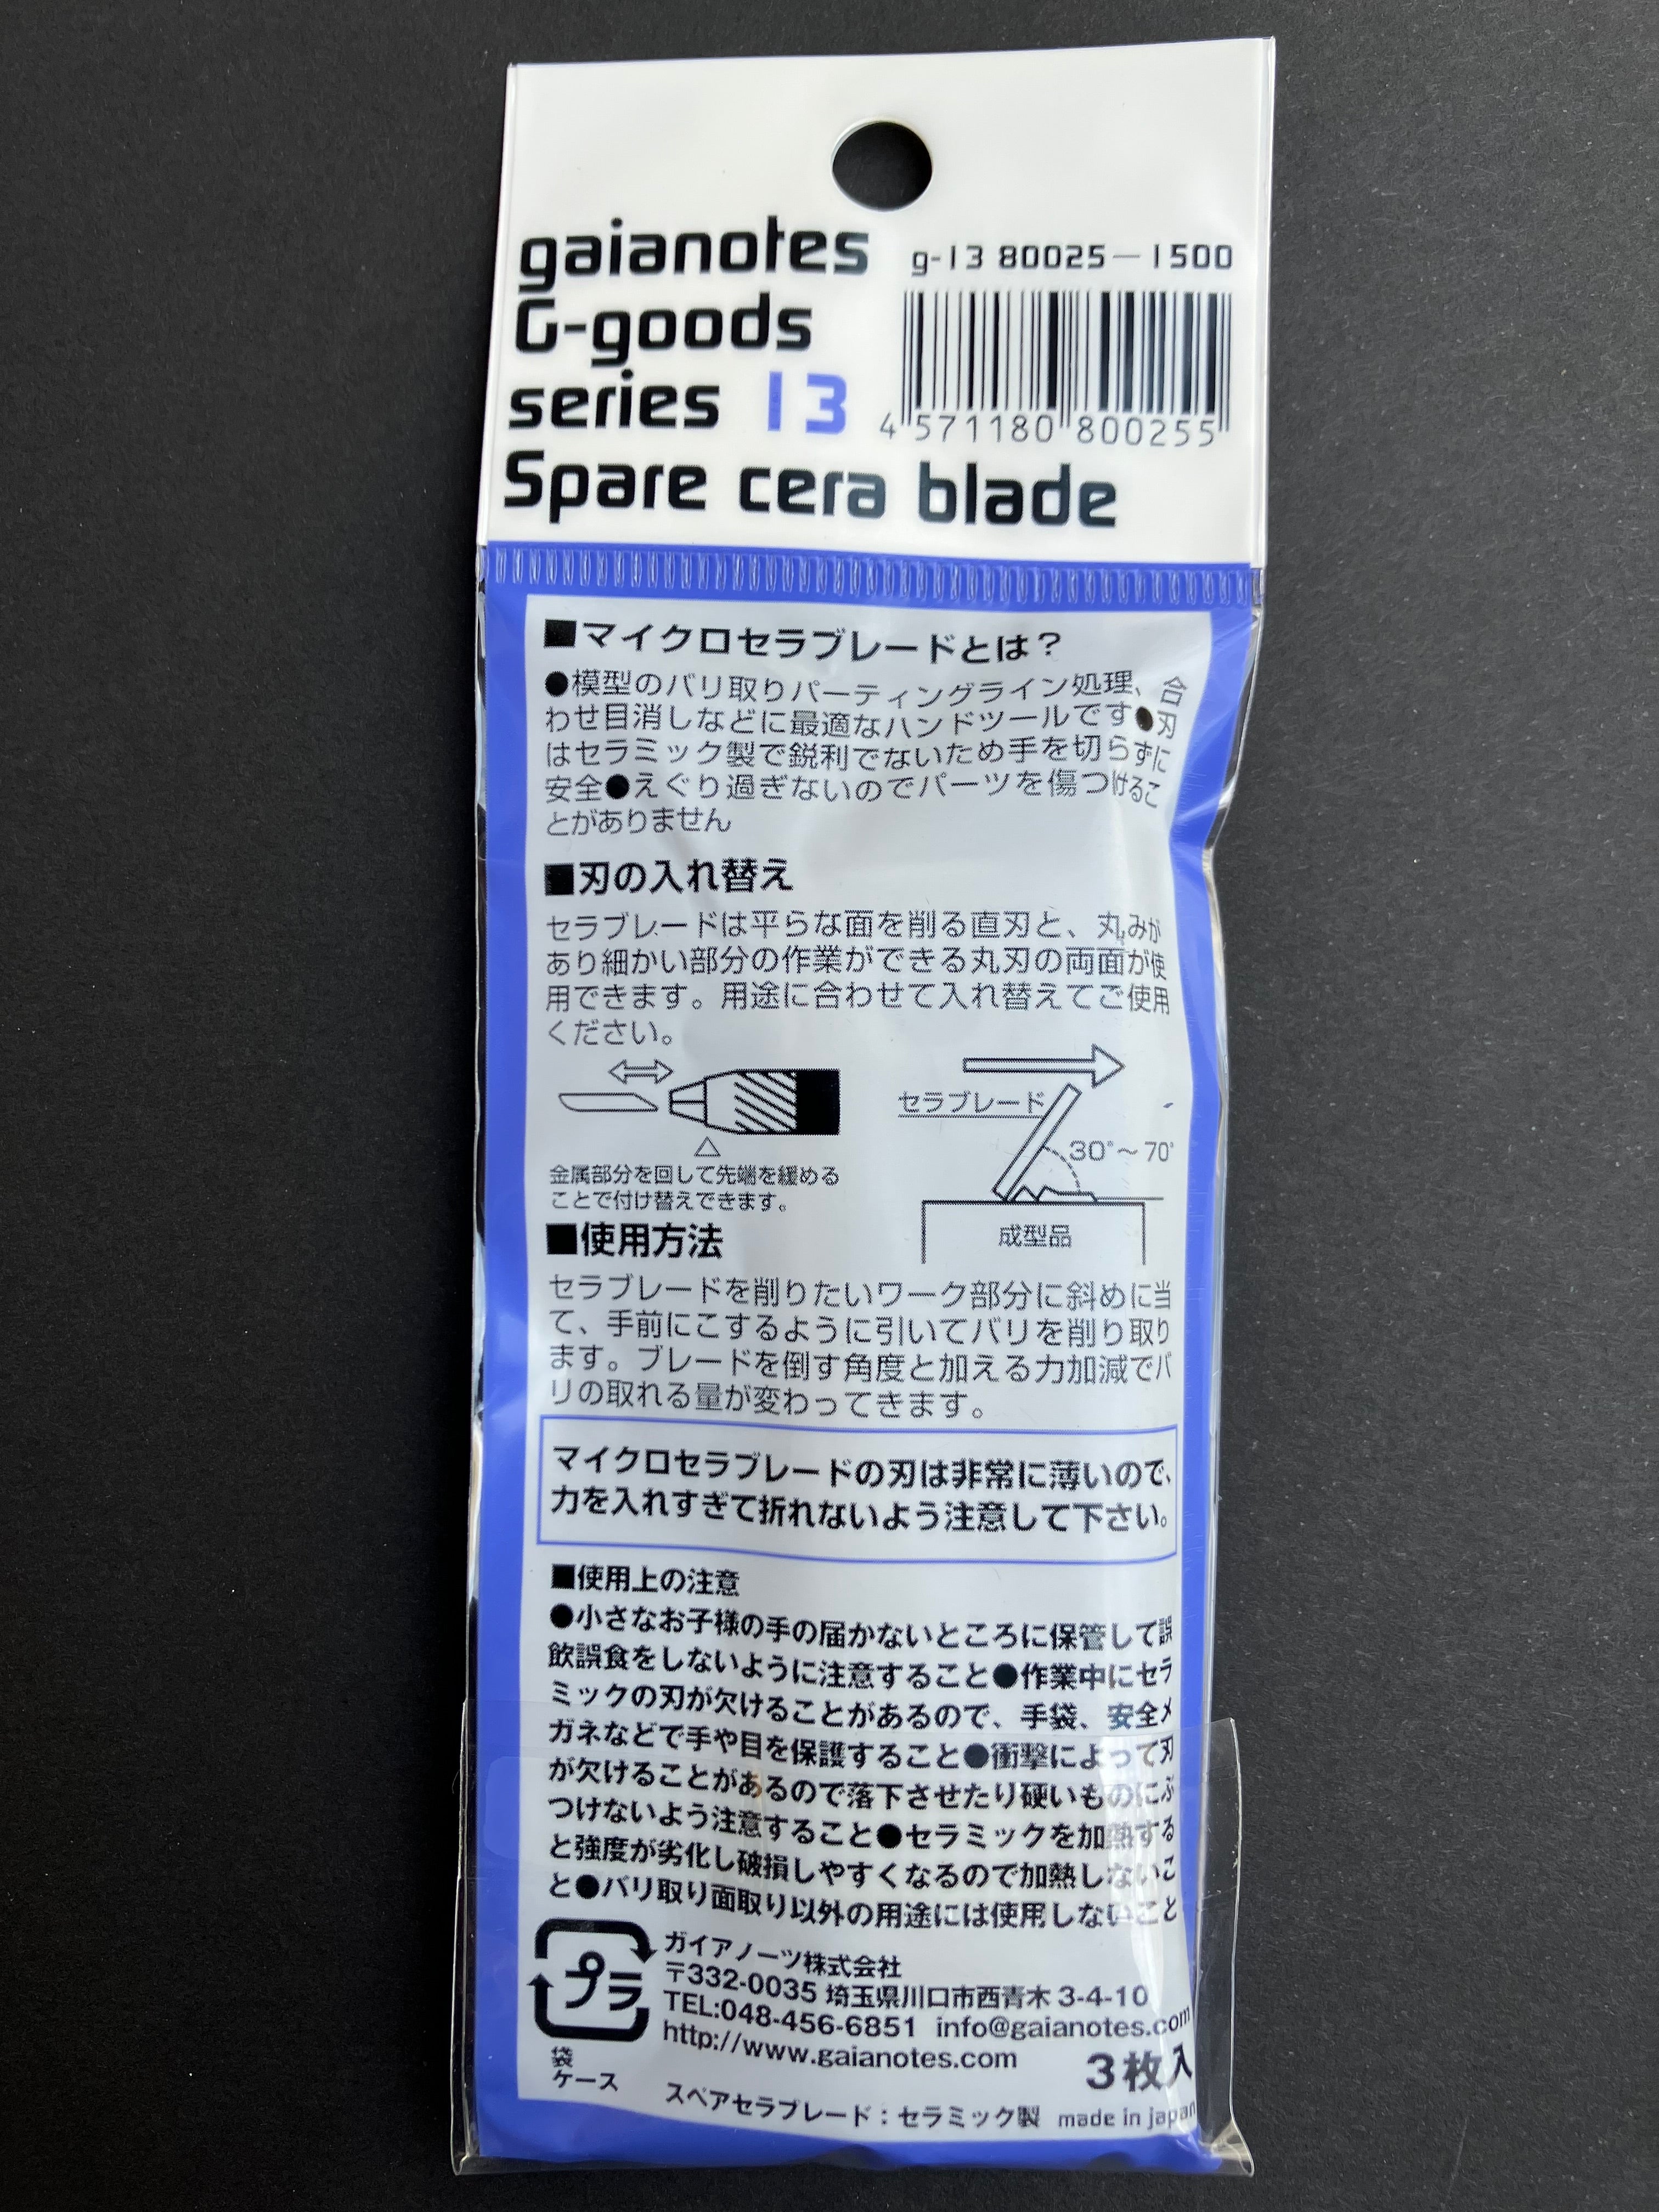 gaianotes
G-goods
series 13
Spare cera blade
g-13 80025—1500
4 571180 800255
■マイクロセラブレードとは？
●模型のバリ取りパーティングライン処理、合
わせ目消しなどに最適なハンドツールです●刃
はセラミック製で鋭利でないため手を切らずに
安全●えぐり過ぎないのでパーツを傷つけるこ
とがありません
■刃の入れ替え
セラブレードは平らな面を削る直刃と、丸みが
あり細かい部分の作業ができる丸刃の両面が使
用できます。用途に合わせて入れ替えてご使用
ください。
金属部分を回して先端を緩める
ことで付け替えできます。
セラブレード
30°～70°
成型品
■使用方法
セラブレードを削りたいワーク部分に斜めに当
て、手前にこするように引いてバリを削り取り
ます。ブレードを倒す角度と加える力加減でバ
リの取れる量が変わってきます。
マイクロセラブレードの刃は非常に薄いので、
力を入れすぎて折れないよう注意して下さい。
■使用上の注意
●小さなお子様の手の届かないところに保管して誤
飲誤食をしないように注意すること●作業中にセラ
ミックの刃が欠けることがあるので、手袋、安全メ
ガネなどで手や目を保護すること●衝撃によって刃
が欠けることがあるので落下させたり硬いものにぶ
つけないよう注意すること●セラミックを加熱する
と強度が劣化し破損しやすくなるので加熱しないこ
と●バリ取り面取り以外の用途には使用しないこと
プラ
袋
ケース
ガイアノーツ株式会社
〒332-0035 埼玉県川口市西青木 3-4-10
TEL:048-456-6851 info@gaianotes.com
http://www.gaianotes.com
3枚入
スペアセラブレード：セラミック製 made in japan